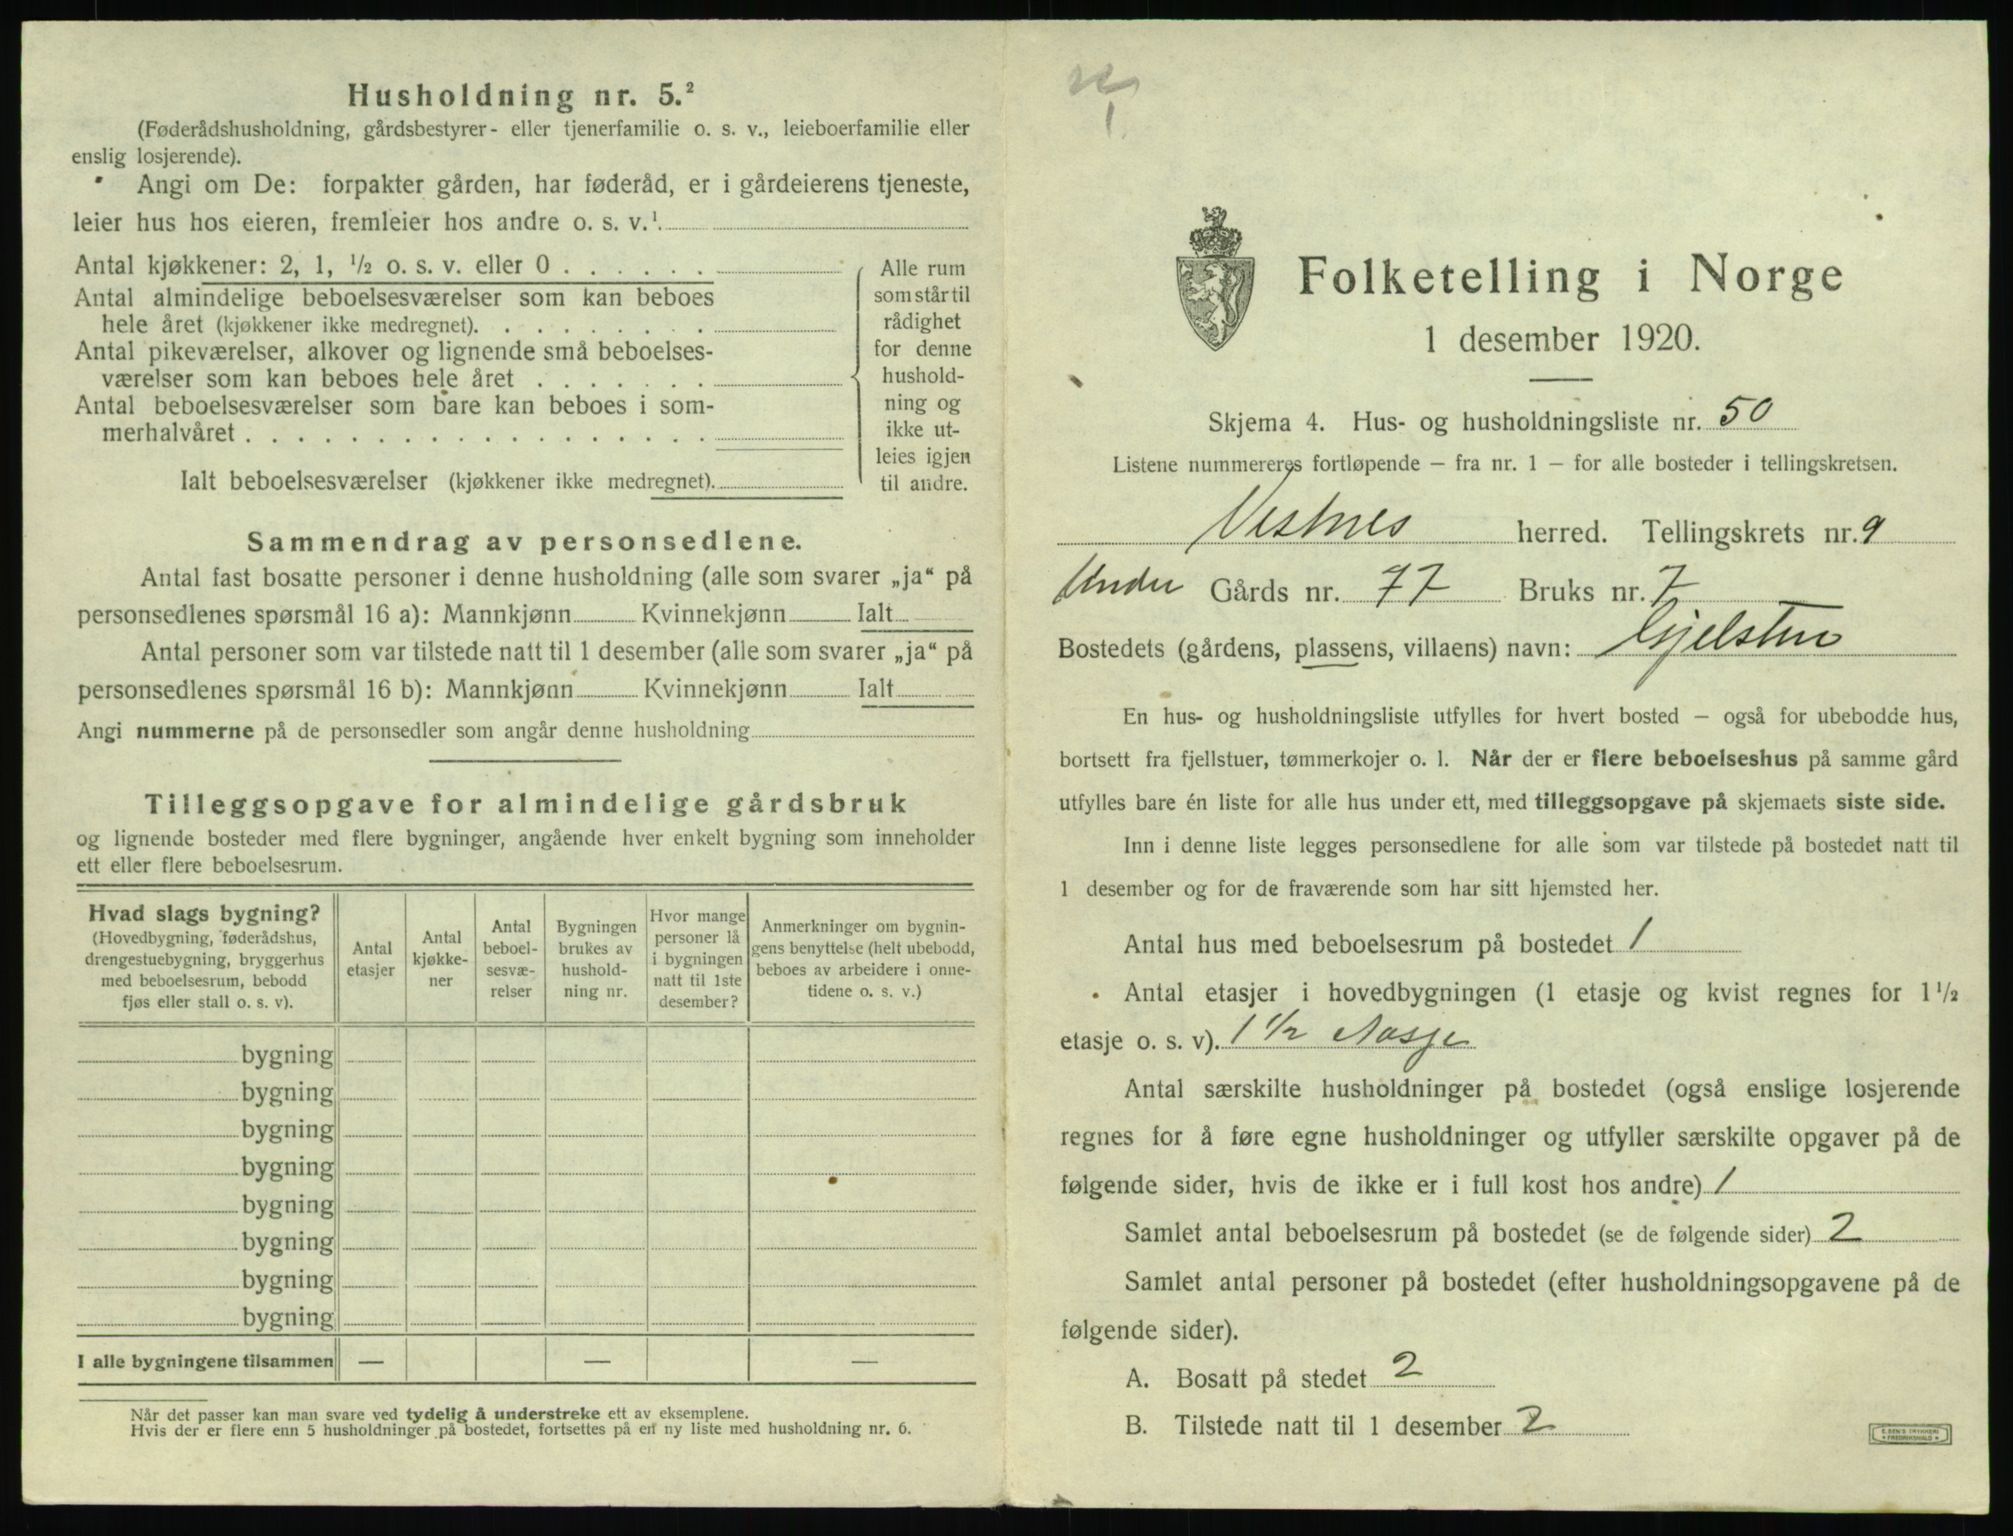 Husholdning nr. 5.²
(Føderådshusholdning, gårdsbestyrer- eller tjenerfamilie o. s. v., leieboerfamilie eller
enslig losjerende).
Angi om De: forpakter gården, har føderåd, er i gårdeierens tjeneste,
leier hus hos eieren, fremleier hos andre o. s. v.¹
Antal kjøkkener: 2, 1, ½ o. s. v. eller 0 . . . . . .
Antal almindelige beboelsesværelser som kan beboes
hele året (kjøkkener ikke medregnet). . . . . . . . .
Antal pikeværelser, alkover og lignende små beboelses-
værelser som kan beboes hele året . . . . . . .
Antal beboelsesværelser som bare kan beboes i som-
merhalvåret . . . . . . . . . . . . . . . . . .
Ialt beboelsesværelser (kjøkkener ikke medregnet).
Alle rum
som står til
rådighet
for denne
hushold-
ning og
ikke ut-
leies igjen
til andre.
Sammendrag av personsedlene.
Antal fast bosatte personer i denne husholdning (alle som svarer „ja“ på
personsedlenes spørsmål 16 a): Mannkjønn Kvinnekjønn Ialt
Antal personer som var tilstede natt til 1 desember (alle som svarer „ja“ på
personsedlenes spørsmål 16 b): Mannkjønn Kvinnekjønn Ialt
Angi nummerne på de personsedler som angår denne husholdning
Tilleggsopgave for almindelige gårdsbruk
og lignende bosteder med flere bygninger, angående hver enkelt bygning som inneholder
ett eller flere beboelsesrum.
Hvad slags bygning?
(Hovedbygning, føderådshus,
drengestuebygning, bryggerhus
med beboelsesrum, bebodd
fjøs eller stall o. s. v).
Antal
etasjer
Antal
kjøkke-
ner
Antal
beboel-
sesvæ-
relser
Bygningen
brukes av
hushold-
ning nr.
Hvor mange
personer lå
i bygningen
natt til 1ste
desember?
Anmerkninger om bygnin-
gens benyttelse (helt ubebodd,
beboes av arbeidere i onne-
tidene o. s. v.)
bygning
bygning
bygning
bygning
bygning
bygning
bygning
bygning
I alle bygningene tilsammen — — —
Når det passer kan man svare ved tydelig å understreke ett av eksemplene.
Hvis der er flere enn 5 husholdninger på bostedet, fortsettes på en ny liste med husholdning nr. 6.
1
Folketelling i Norge
1 desember 1920.
Skjema 4. Hus- og husholdningsliste nr. 50
Listene nummereres fortløpende – fra nr. 1 – for alle bosteder i tellingskretsen.
Vestnes herred. Tellingskrets nr. 9
Under Gårds nr. 77 Bruks nr. 7
Bostedets (gårdens, plassens, villaens) navn: Gjelsten
En hus- og husholdningsliste utfylles for hvert bosted – også for ubebodde hus,
bortsett fra fjellstuer, tømmerkojer o. l. Når der er flere beboelseshus på samme gård
utfylles bare én liste for alle hus under ett, med tilleggsopgave på skjemaets siste side.
Inn i denne liste legges personsedlene for alle som var tilstede på bostedet natt til
1 desember og for de fraværende som har sitt hjemsted her.
Antal hus med beboelsesrum på bostedet 1
Antal etasjer i hovedbygningen (1 etasje og kvist regnes for 1½
etasje o. s. v). 1 ½
Antal særskilte husholdninger på bostedet (også enslige losjerende
regnes for å føre egne husholdninger og utfyller særskilte opgaver på de
følgende sider, hvis de ikke er i full kost hos andre) 1
Samlet antal beboelsesrum på bostedet (se de følgende sider) 2
Samlet antal personer på bostedet (efter husholdningsopgavene på de
følgende sider).
A. Bosatt på stedet 2
B. Tilstede natt til 1 desember 2